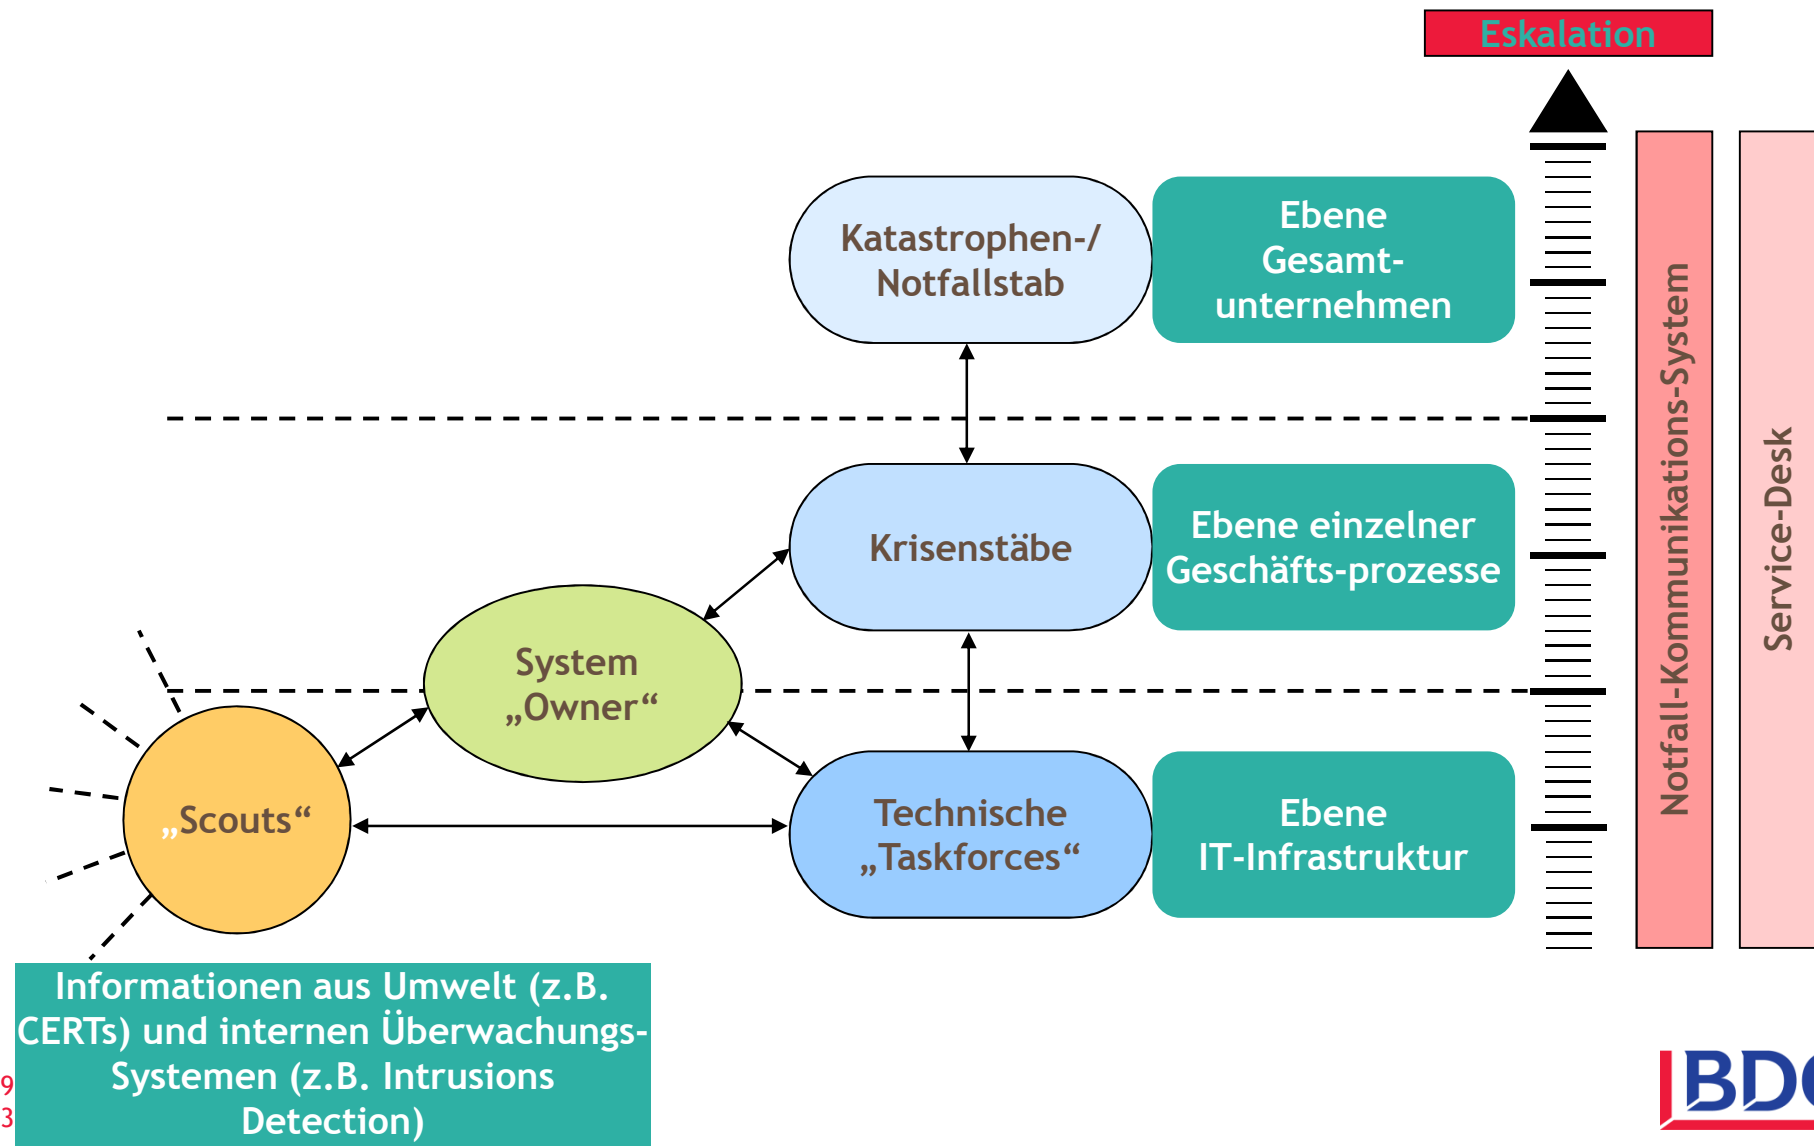 Eskalation
Katastrophen-/
Notfallstab
Ebene
Gesamt-
unternehmen
Krisenstäbe
Ebene einzelner
Geschäfts-prozesse
System
„Owner“
„Scouts“
Technische
„Taskforces“
Ebene
IT-Infrastruktur
Notfall-Kommunikations-System
Service-Desk
Informationen aus Umwelt (z.B.
CERTs) und internen Überwachungs-
Systemen (z.B. Intrusions
Detection)
9
3
BDO